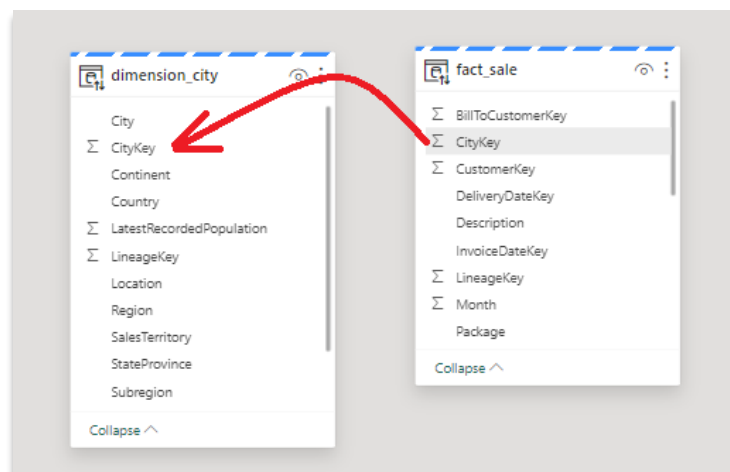 dimension_city
City
Σ CityKey
Continent
Country
Σ LatestRecordedPopulation
Σ LineageKey
Location
Region
SalesTerritory
StateProvince
Subregion
Collapse
fact_sale
Σ BillToCustomerKey
Σ CityKey
Σ CustomerKey
DeliveryDateKey
Description
InvoiceDateKey
Σ LineageKey
Σ Month
Package
Collapse